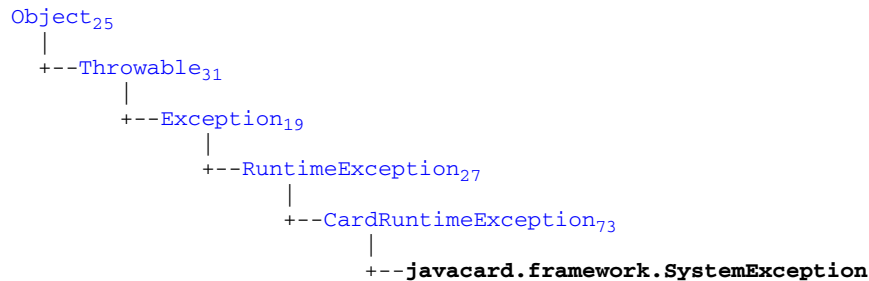 Object25
|
+--Throwable31
|
+--Exception19
|
+--RuntimeException27
|
+--CardRuntimeException73
|
+--javacard.framework.SystemException